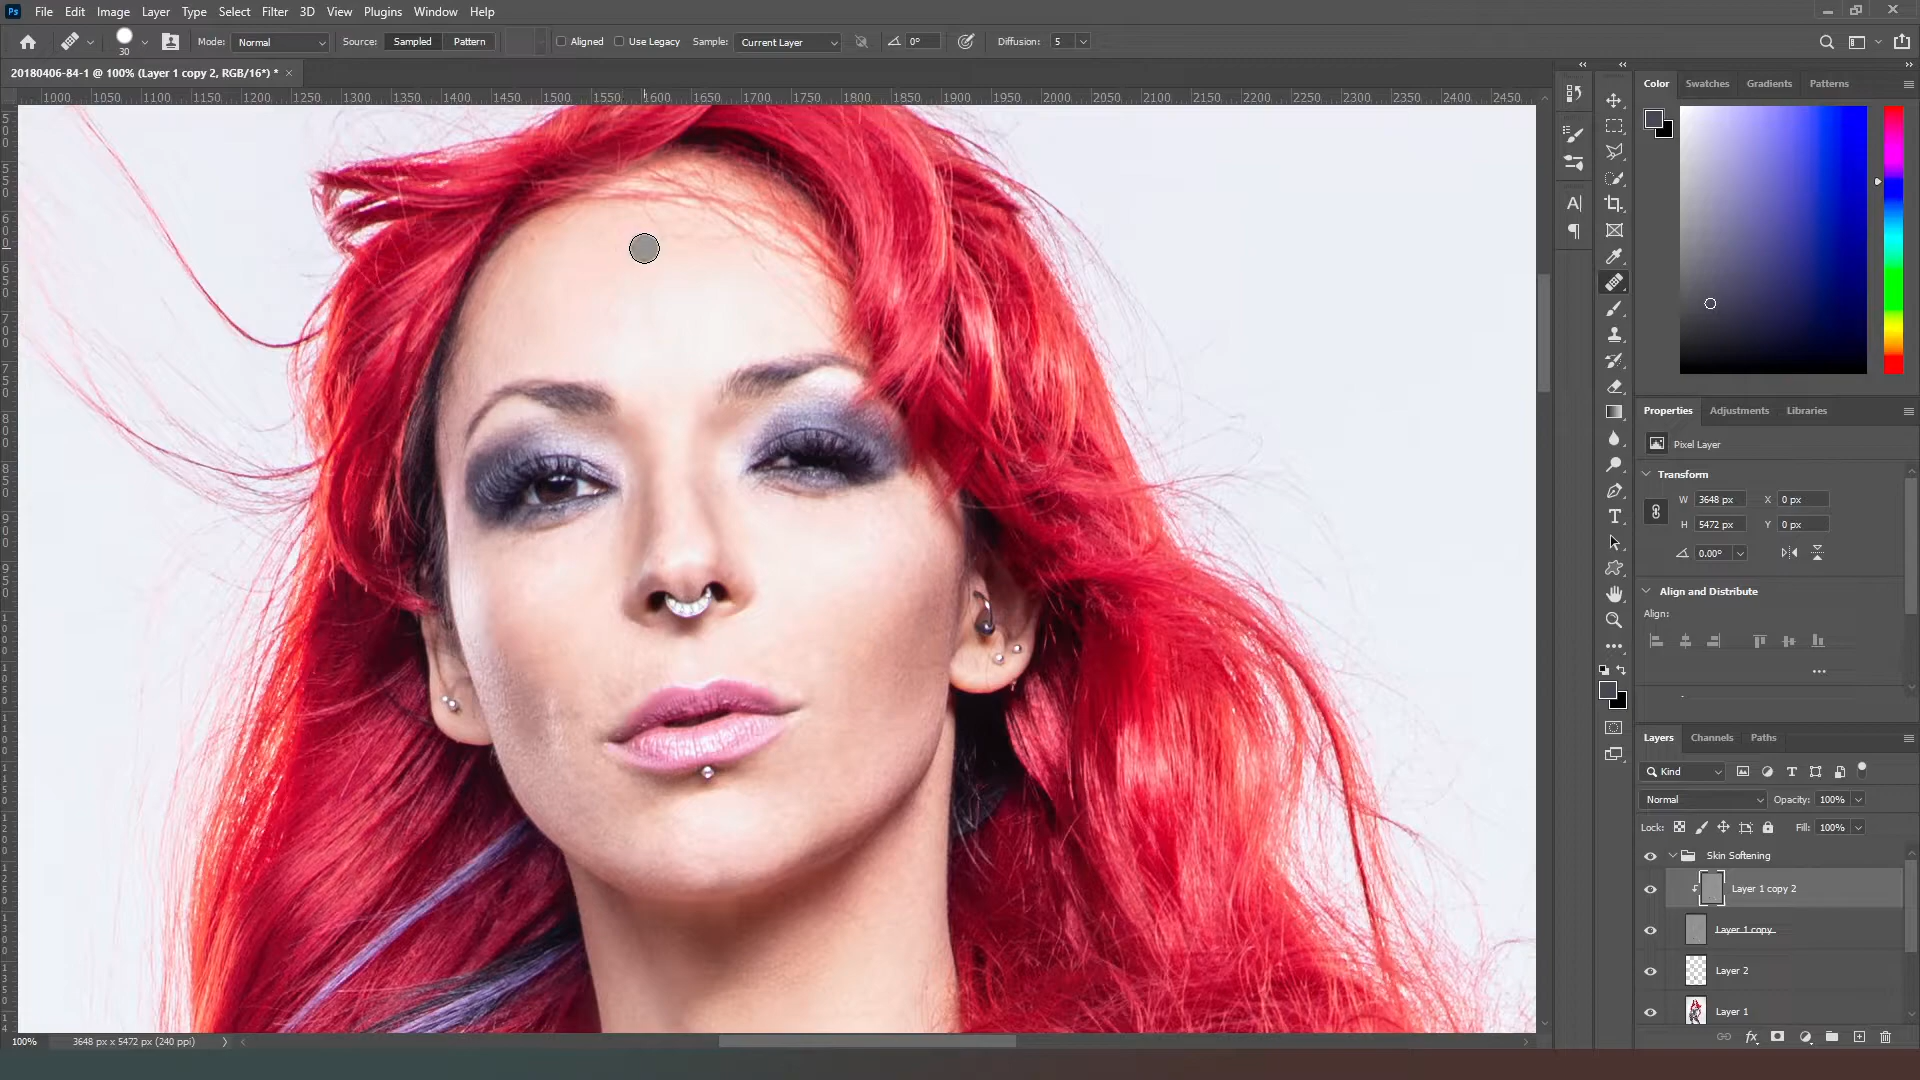 Ps File Edit Image Layer Type Select Filter 3D View Plugins Window Help
30 Mode: Normal Source: Sampled Pattern Aligned Use Legacy Sample: Current Layer 0° Diffusion: 5
20180406-84-1 @ 100% (Layer 1 copy 2, RGB/16*) * ×
1000 1050 1100 1150 1200 1250 1300 1350 1400 1450 1500 1550 1600 1650 1700 1750 1800 1850 1900 1950 2000 2050 2100 2150 2200 2250 2300 2350 2400 2450
Color Swatches Gradients Patterns
Properties Adjustments Libraries
Pixel Layer
Transform
W 3648 px X 0 px
H 5472 px Y 0 px
0.00°
Align and Distribute
Align:
Layers Channels Paths
Kind
Normal Opacity: 100%
Lock: Fill: 100%
Skin Softening
Layer 1 copy 2
Layer 1 copy
Layer 2
Layer 1
100% 3648 px x 5472 px (240 ppi)